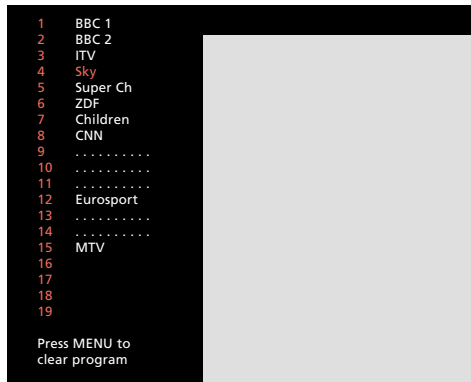 1 BBC 1
2 BBC 2
3 ITV
4 Sky
5 Super Ch
6 ZDF
7 Children
8 CNN
9 . . . . . . . . . .
10 . . . . . . . . . .
11 . . . . . . . . . .
12 Eurosport
13 . . . . . . . . . .
14 . . . . . . . . . .
15 MTV
16
17
18
19
Press MENU to
clear program